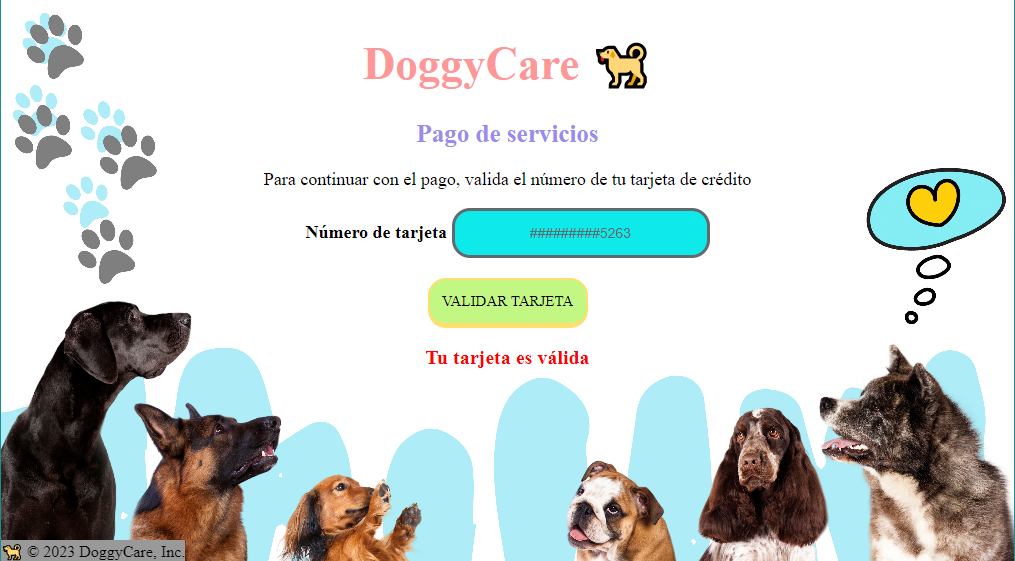 DoggyCare
Pago de servicios
Para continuar con el pago, valida el número de tu tarjeta de crédito
Número de tarjeta #########5263
VALIDAR TARJETA
Tu tarjeta es válida
© 2023 DoggyCare, Inc.